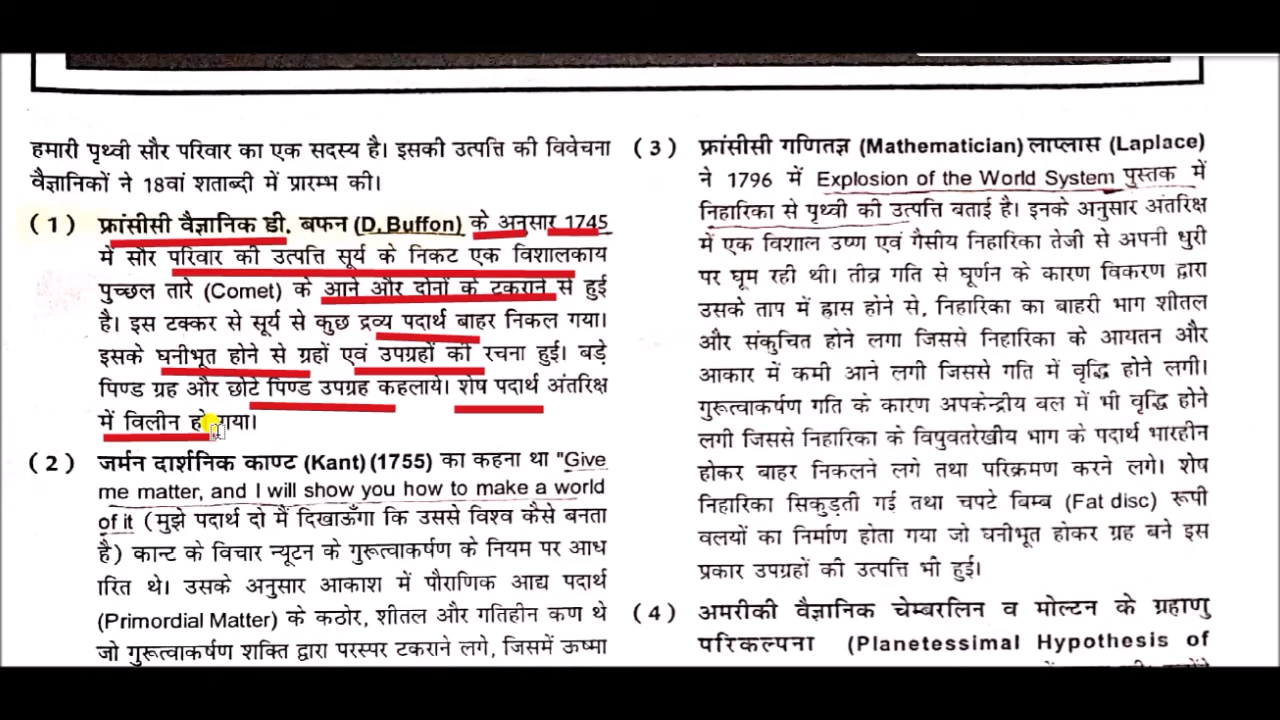 हमारी पृथ्वी सौर परिवार का एक सदस्य है। इसकी उत्पत्ति की विवेचना
वैज्ञानिकों ने 18वां शताब्दी में प्रारम्भ की।
(1) फ्रांसीसी वैज्ञानिक डी. बफन (D. Buffon) के अनुसार 1745
में सौर परिवार की उत्पत्ति सूर्य के निकट एक विशालकाय
पुच्छल तारे (Comet) के आने और दोनों के टकराने से हुई
है। इस टक्कर से सूर्य से कुछ द्रव्य पदार्थ बाहर निकल गया।
इसके घनीभूत होने से ग्रहों एवं उपग्रहों की रचना हुई। बड़े
पिण्ड ग्रह और छोटे पिण्ड उपग्रह कहलाये। शेष पदार्थ अंतरिक्ष
में विलीन हो गया।
(2) जर्मन दार्शनिक काण्ट (Kant) (1755) का कहना था "Give
me matter, and I will show you how to make a world
of it (मुझे पदार्थ दो मैं दिखाऊँगा कि उससे विश्व कैसे बनता
है) कान्ट के विचार न्यूटन के गुरूत्वाकर्षण के नियम पर आध
ारित थे। उसके अनुसार आकाश में पौराणिक आद्य पदार्थ
(Primordial Matter) के कठोर, शीतल और गतिहीन कण थे
जो गुरूत्वाकर्षण शक्ति द्वारा परस्पर टकराने लगे, जिसमें ऊष्मा
(3) फ्रांसीसी गणितज्ञ (Mathematician) लाप्लास (Laplace)
ने 1796 में Explosion of the World System पुस्तक में
निहारिका से पृथ्वी की उत्पत्ति बताई है। इनके अनुसार अंतरिक्ष
में एक विशाल उष्ण एवं गैसीय निहारिका तेजी से अपनी धुरी
पर घूम रही थी। तीव्र गति से घूर्णन के कारण विकरण द्वारा
उसके ताप में ह्रास होने से, निहारिका का बाहरी भाग शीतल
और संकुचित होने लगा जिससे निहारिका के आयतन और
आकार में कमी आने लगी जिससे गति में वृद्धि होने लगी।
गुरूत्वाकर्षण गति के कारण अपकेन्द्रीय वल में भी वृद्धि होने
लगी जिससे निहारिका के विषुवतरेखीय भाग के पदार्थ भारहीन
होकर बाहर निकलने लगे तथा परिक्रमण करने लगे। शेष
निहारिका सिकुड़ती गई तथा चपटे बिम्ब (Fat disc) रूपी
वलयों का निर्माण होता गया जो घनीभूत होकर ग्रह बने इस
प्रकार उपग्रहों की उत्पत्ति भी हुई।
(4) अमरीकी वैज्ञानिक चेम्बरलिन व मोल्टन के ग्रहाणु
परिकल्पना (Planetessimal Hypothesis of